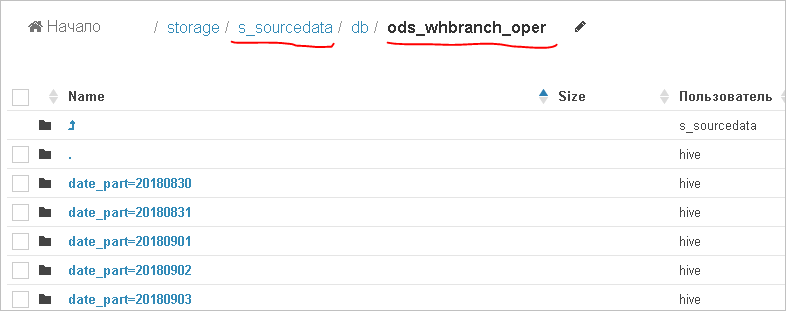 Начало / storage / s_sourcedata / db / ods_whbranch_oper
Name Size Пользователь
s_sourcedata
. hive
date_part=20180830 hive
date_part=20180831 hive
date_part=20180901 hive
date_part=20180902 hive
date_part=20180903 hive